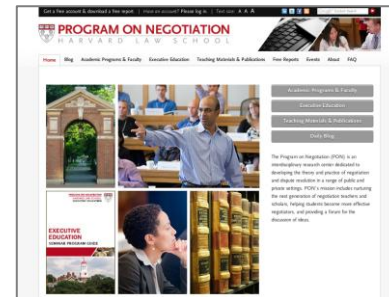 Get a free account & download a free report | Have an account? Please log in. | Text size: A A A
PROGRAM ON NEGOTIATION
HARVARD LAW SCHOOL
Home Blog Academic Programs & Faculty Executive Education Teaching Materials & Publications Free Reports Events About FAQ
Academic Programs & Faculty
Executive Education
Teaching Materials & Publications
Daily Blog
The Program on Negotiation (PON) is an
interdisciplinary research center dedicated to
developing the theory and practice of negotiation
and dispute resolution in a range of public and
private settings. PON's mission includes nurturing
the next generation of negotiation teachers and
scholars, helping students become more effective
negotiators, and providing a forum for the
discussion of ideas.
EXECUTIVE
EDUCATION
SEMINAR PROGRAM GUIDE